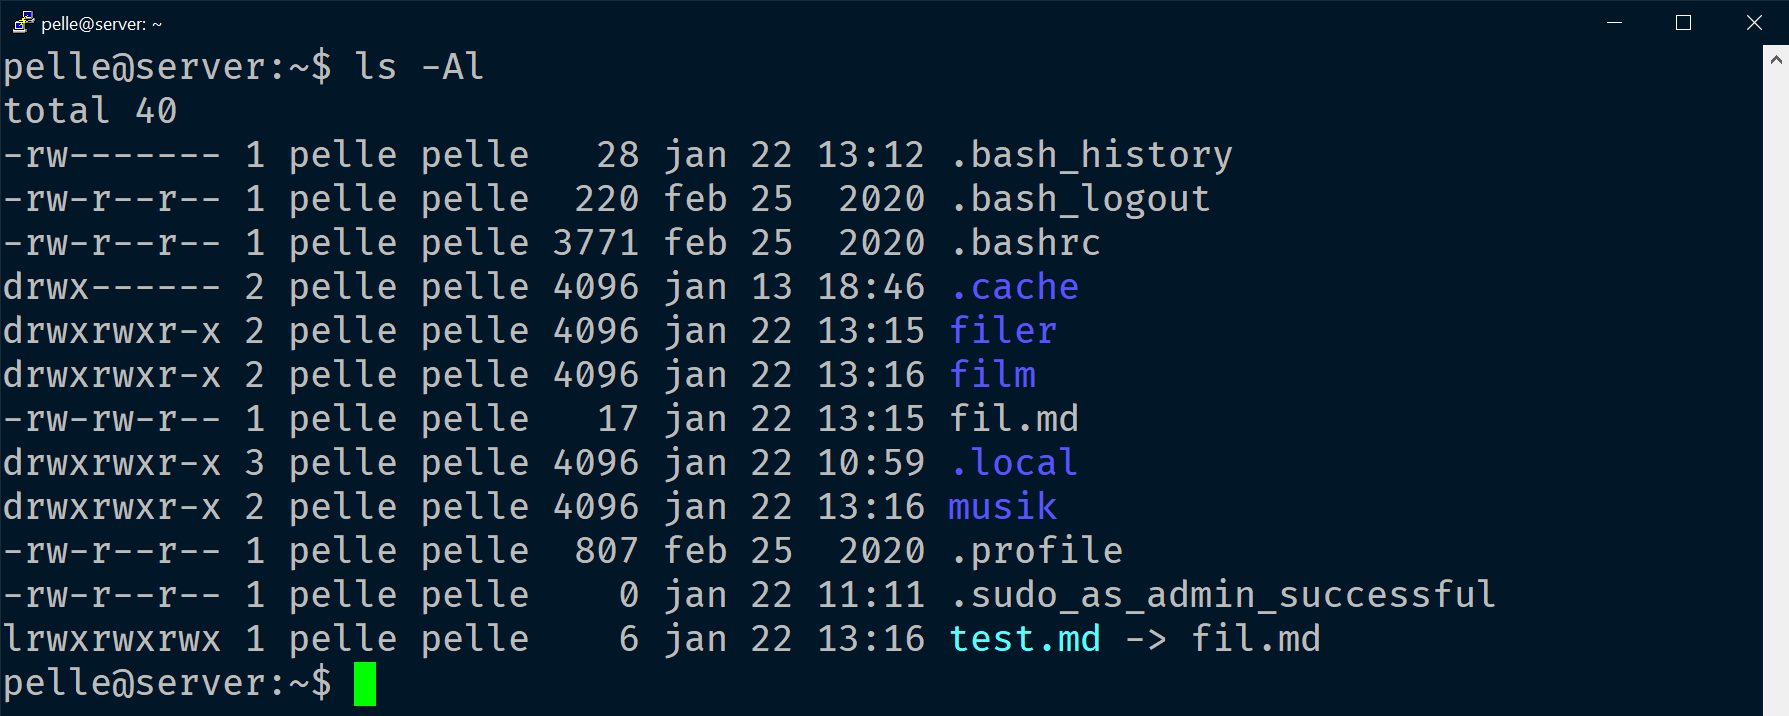 pelle@server: ~
pelle@server:~$ ls -Al
total 40
-rw------- 1 pelle pelle   28 jan 22 13:12 .bash_history
-rw-r--r-- 1 pelle pelle  220 feb 25  2020 .bash_logout
-rw-r--r-- 1 pelle pelle 3771 feb 25  2020 .bashrc
drwx------ 2 pelle pelle 4096 jan 13 18:46 .cache
drwxrwxr-x 2 pelle pelle 4096 jan 22 13:15 filer
drwxrwxr-x 2 pelle pelle 4096 jan 22 13:16 film
-rw-rw-r-- 1 pelle pelle   17 jan 22 13:15 fil.md
drwxrwxr-x 3 pelle pelle 4096 jan 22 10:59 .local
drwxrwxr-x 2 pelle pelle 4096 jan 22 13:16 musik
-rw-r--r-- 1 pelle pelle  807 feb 25  2020 .profile
-rw-r--r-- 1 pelle pelle    0 jan 22 11:11 .sudo_as_admin_successful
lrwxrwxrwx 1 pelle pelle    6 jan 22 13:16 test.md -> fil.md
pelle@server:~$